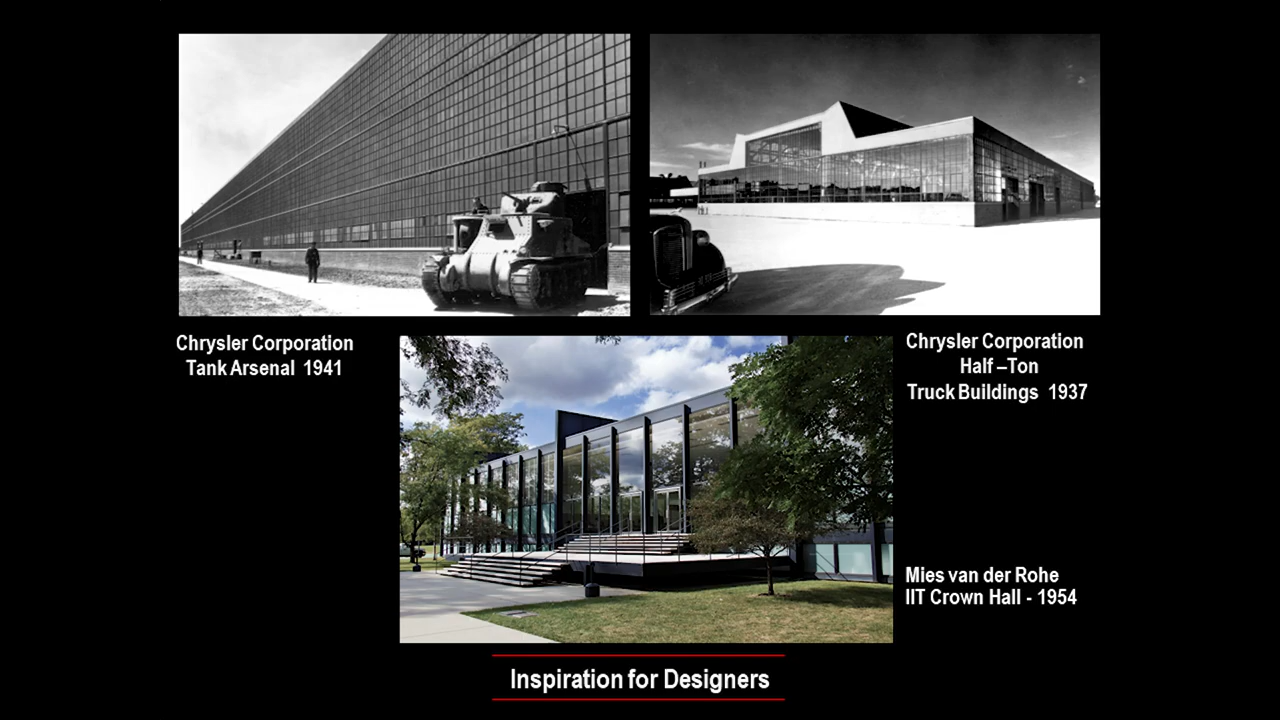 Chrysler Corporation
Tank Arsenal 1941
Chrysler Corporation
Half –Ton
Truck Buildings 1937
Mies van der Rohe
IIT Crown Hall - 1954
Inspiration for Designers